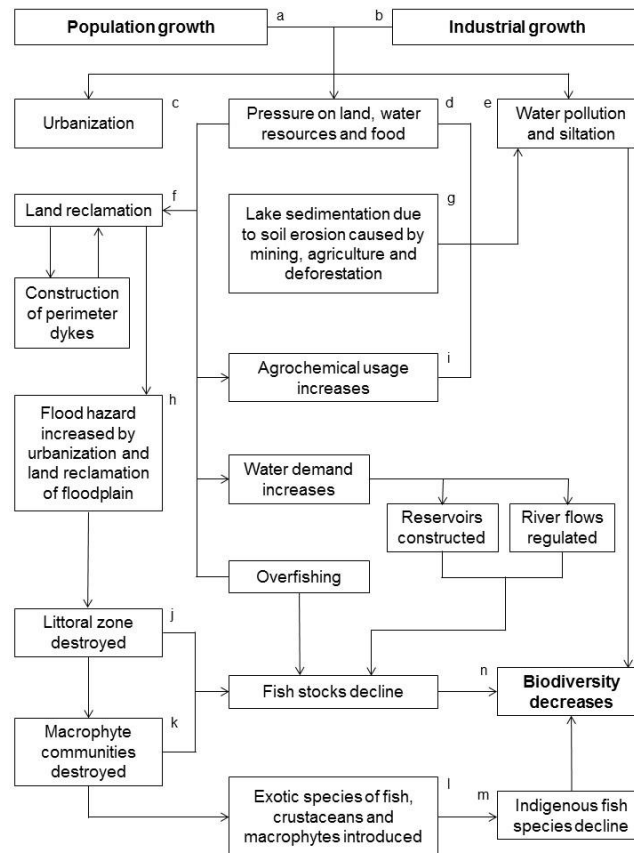 Population growth
a
b
Industrial growth
c
Urbanization
Pressure on land, water
resources and food
d
e
Water pollution
and siltation
f
Land reclamation
Lake sedimentation due
to soil erosion caused by
mining, agriculture and
deforestation
g
Construction
of perimeter
dykes
Agrochemical usage
increases
i
h
Flood hazard
increased by
urbanization and
land reclamation
of floodplain
Water demand
increases
Reservoirs
constructed
River flows
regulated
Overfishing
Littoral zone
destroyed
j
Fish stocks decline
n
Biodiversity
decreases
Macrophyte
communities
destroyed
k
Exotic species of fish,
crustaceans and
macrophytes introduced
l
m
Indigenous fish
species decline